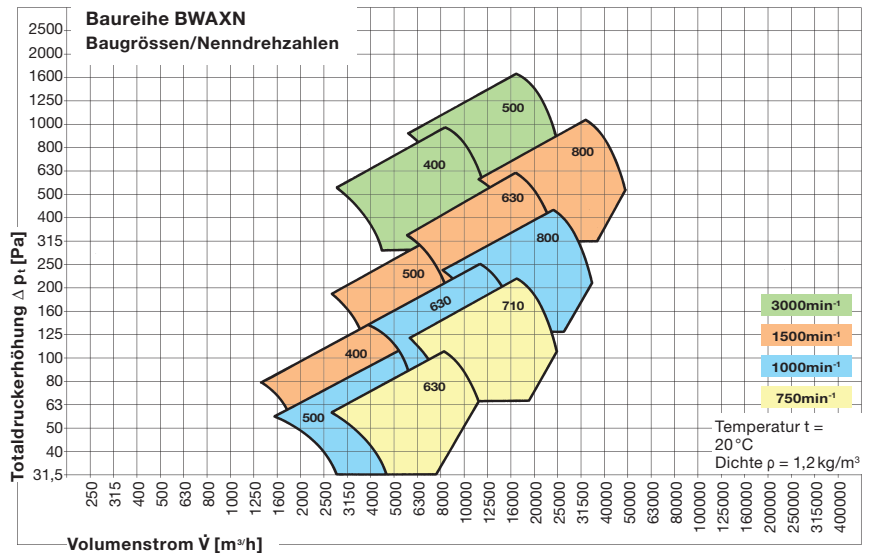 Baureihe BWAXN
Baugrössen/Nenndrehzahlen
Totaldruckerhöhung Δ pt [Pa]
2500
2000
1600
1250
1000
800
630
500
400
315
250
200
160
125
100
80
63
50
40
31,5
500
400
800
630
800
500
630
710
400
630
500
3000min⁻¹
1500min⁻¹
1000min⁻¹
750min⁻¹
Temperatur t =
20°C
Dichte ρ = 1,2 kg/m³
250 315 400 500 630 800 1000 1250 1600 2000 2500 3150 4000 5000 6300 8000 10000 12500 16000 20000 25000 31500 40000 50000 63000 80000 100000 125000 160000 200000 250000 315000 400000
Volumenstrom V̇ [m³/h]